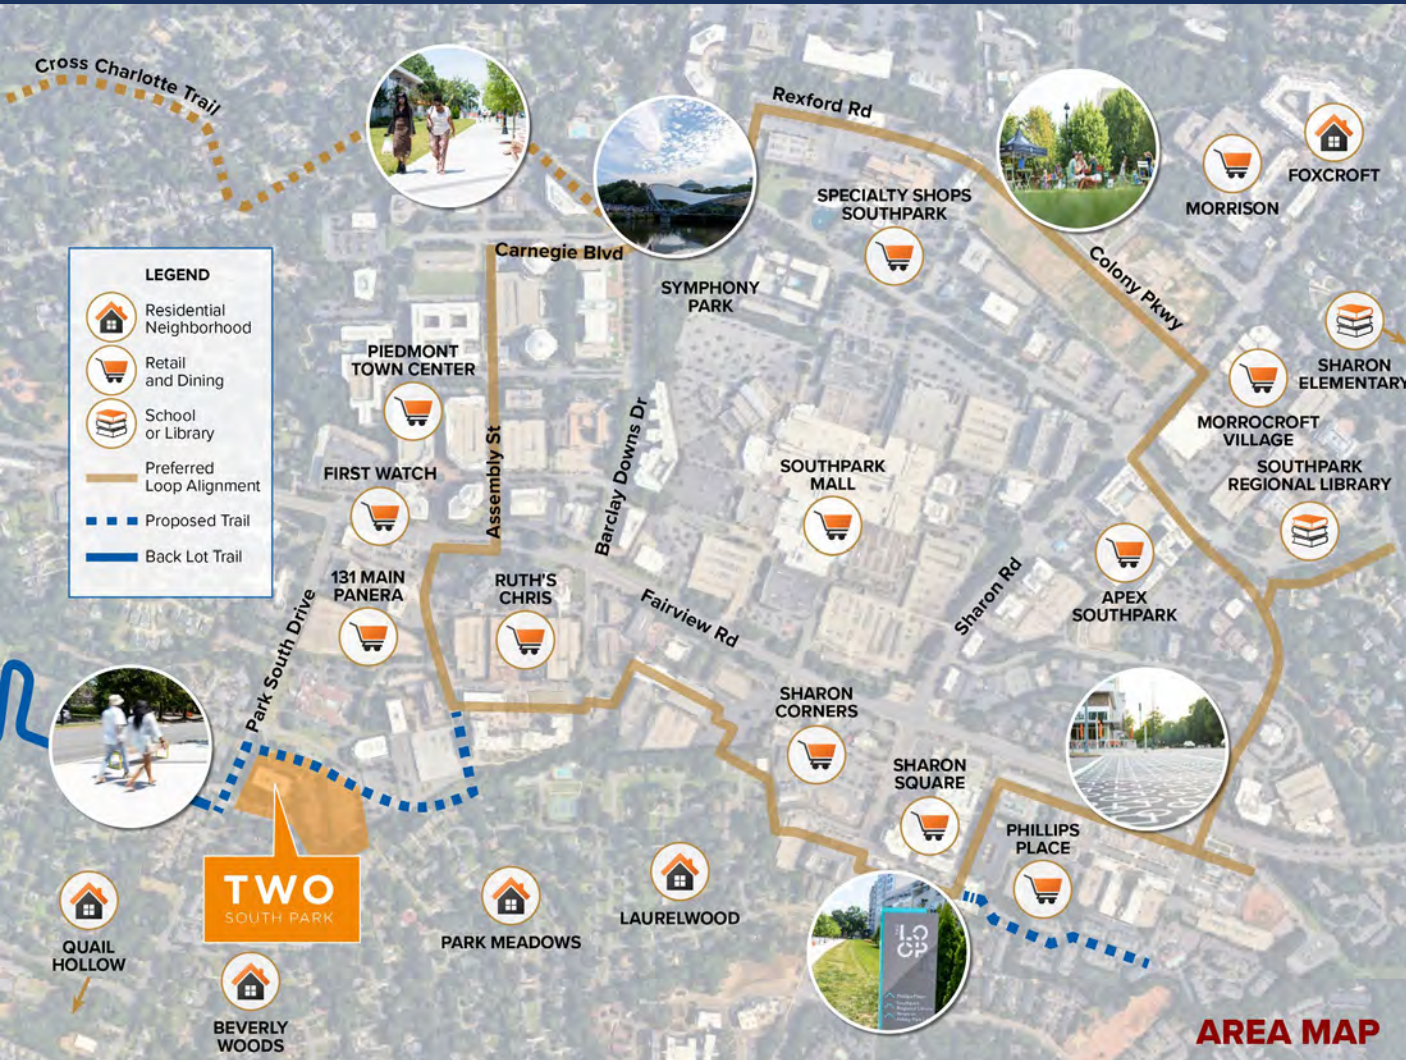 Cross Charlotte Trail
Rexford Rd
FOXCROFT
MORRISON
SPECIALTY SHOPS
SOUTHPARK
Carnegie Blvd
Colony Pkwy
SYMPHONY
PARK
LEGEND
Residential
Neighborhood
Retail
and Dining
School
or Library
Preferred
Loop Alignment
Proposed Trail
Back Lot Trail
PIEDMONT
TOWN CENTER
SHARON
ELEMENTARY
MORROCROFT
VILLAGE
Assembly St
Barclay Downs Dr
FIRST WATCH
SOUTHPARK
MALL
SOUTHPARK
REGIONAL LIBRARY
131 MAIN
PANERA
RUTH'S
CHRIS
Fairview Rd
Sharon Rd
APEX
SOUTHPARK
Park South Drive
SHARON
CORNERS
SHARON
SQUARE
PHILLIPS
PLACE
TWO
SOUTH PARK
QUAIL
HOLLOW
PARK MEADOWS
LAURELWOOD
LO
OP
BEVERLY
WOODS
AREA MAP